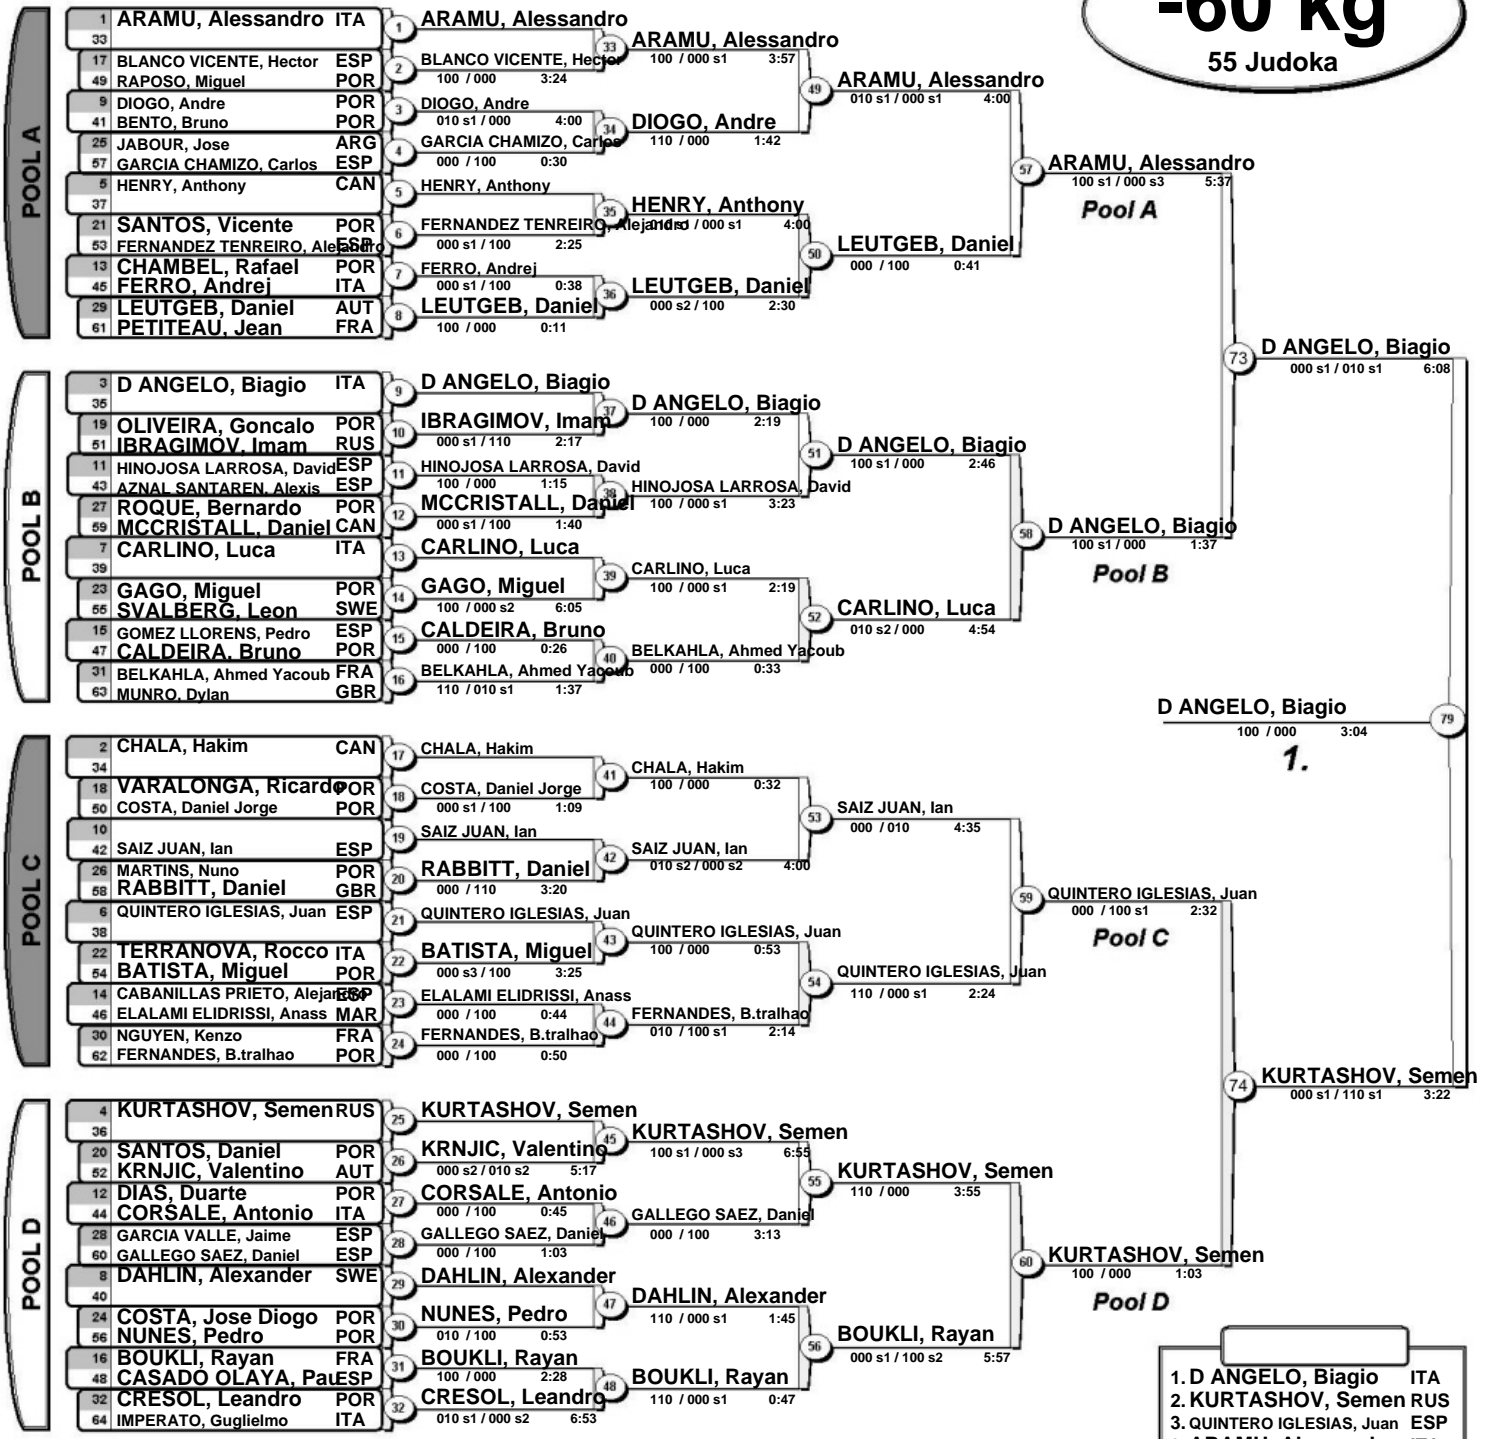 -60 kg
55 Judoka
POOL A
1 ARAMU, Alessandro ITA
33
17 BLANCO VICENTE, Hector ESP
49 RAPOSO, Miguel POR
9 DIOGO, Andre POR
41 BENTO, Bruno POR
25 JABOUR, Jose ARG
57 GARCIA CHAMIZO, Carlos ESP
5 HENRY, Anthony CAN
37
21 SANTOS, Vicente POR
53 FERNANDEZ TENREIRO, Alejandro ESP
13 CHAMBEL, Rafael POR
45 FERRO, Andrej ITA
29 LEUTGEB, Daniel AUT
61 PETITEAU, Jean FRA
1 ARAMU, Alessandro
2 BLANCO VICENTE, Hector
100 / 000 3:24
3 DIOGO, Andre
010 s1 / 000 4:00
4 GARCIA CHAMIZO, Carlos
000 / 100 0:30
5 HENRY, Anthony
6 FERNANDEZ TENREIRO, Alejandro
000 s1 / 100 2:25
7 FERRO, Andrej
000 s1 / 100 0:38
8 LEUTGEB, Daniel
100 / 000 0:11
33 ARAMU, Alessandro
100 / 000 s1 3:57
34 DIOGO, Andre
110 / 000 1:42
35 HENRY, Anthony
010 s1 / 000 s1 4:00
36 LEUTGEB, Daniel
000 s2 / 100 2:30
49 ARAMU, Alessandro
010 s1 / 000 s1 4:00
50 LEUTGEB, Daniel
000 / 100 0:41
57 ARAMU, Alessandro
100 s1 / 000 s3 5:37
Pool A
POOL B
3 D ANGELO, Biagio ITA
35
19 OLIVEIRA, Goncalo POR
51 IBRAGIMOV, Imam RUS
11 HINOJOSA LARROSA, David ESP
43 AZNAL SANTAREN, Alexis ESP
27 ROQUE, Bernardo POR
59 MCCRISTALL, Daniel CAN
7 CARLINO, Luca ITA
39
23 GAGO, Miguel POR
55 SVALBERG, Leon SWE
15 GOMEZ LLORENS, Pedro ESP
47 CALDEIRA, Bruno POR
31 BELKAHLA, Ahmed Yacoub FRA
63 MUNRO, Dylan GBR
9 D ANGELO, Biagio
10 IBRAGIMOV, Imam
000 s1 / 110 2:17
11 HINOJOSA LARROSA, David
100 / 000 1:15
12 MCCRISTALL, Daniel
000 s1 / 100 1:40
13 CARLINO, Luca
14 GAGO, Miguel
100 / 000 s2 6:05
15 CALDEIRA, Bruno
000 / 100 0:26
16 BELKAHLA, Ahmed Yacoub
110 / 010 s1 1:37
37 D ANGELO, Biagio
100 / 000 2:19
38 HINOJOSA LARROSA, David
100 / 000 s1 3:23
39 CARLINO, Luca
100 / 000 s1 2:19
40 BELKAHLA, Ahmed Yacoub
000 / 100 0:33
51 D ANGELO, Biagio
100 s1 / 000 2:46
52 CARLINO, Luca
010 s2 / 000 4:54
58 D ANGELO, Biagio
100 s1 / 000 1:37
Pool B
73 D ANGELO, Biagio
000 s1 / 010 s1 6:08
D ANGELO, Biagio 79
100 / 000 3:04
1.
POOL C
2 CHALA, Hakim CAN
34
18 VARALONGA, Ricardo POR
50 COSTA, Daniel Jorge POR
10
42 SAIZ JUAN, Ian ESP
26 MARTINS, Nuno POR
58 RABBITT, Daniel GBR
6 QUINTERO IGLESIAS, Juan ESP
38
22 TERRANOVA, Rocco ITA
54 BATISTA, Miguel POR
14 CABANILLAS PRIETO, Alejandro ESP
46 ELALAMI ELIDRISSI, Anass MAR
30 NGUYEN, Kenzo FRA
62 FERNANDES, B.tralhao POR
17 CHALA, Hakim
18 COSTA, Daniel Jorge
000 s1 / 100 1:09
19 SAIZ JUAN, Ian
20 RABBITT, Daniel
000 / 110 3:20
21 QUINTERO IGLESIAS, Juan
22 BATISTA, Miguel
000 s3 / 100 3:25
23 ELALAMI ELIDRISSI, Anass
000 / 100 0:44
24 FERNANDES, B.tralhao
000 / 100 0:50
41 CHALA, Hakim
100 / 000 0:32
42 SAIZ JUAN, Ian
010 s2 / 000 s2 4:00
43 QUINTERO IGLESIAS, Juan
100 / 000 0:53
44 FERNANDES, B.tralhao
010 / 100 s1 2:14
53 SAIZ JUAN, Ian
000 / 010 4:35
54 QUINTERO IGLESIAS, Juan
110 / 000 s1 2:24
59 QUINTERO IGLESIAS, Juan
000 / 100 s1 2:32
Pool C
POOL D
4 KURTASHOV, Semen RUS
36
20 SANTOS, Daniel POR
52 KRNJIC, Valentino AUT
12 DIAS, Duarte POR
44 CORSALE, Antonio ITA
28 GARCIA VALLE, Jaime ESP
60 GALLEGO SAEZ, Daniel ESP
8 DAHLIN, Alexander SWE
40
24 COSTA, Jose Diogo POR
56 NUNES, Pedro POR
16 BOUKLI, Rayan FRA
48 CASADO OLAYA, Pau ESP
32 CRESOL, Leandro POR
64 IMPERATO, Guglielmo ITA
25 KURTASHOV, Semen
26 KRNJIC, Valentino
000 s2 / 010 s2 5:17
27 CORSALE, Antonio
000 / 100 0:45
28 GALLEGO SAEZ, Daniel
000 / 100 1:03
29 DAHLIN, Alexander
30 NUNES, Pedro
010 / 100 0:53
31 BOUKLI, Rayan
100 / 000 2:28
32 CRESOL, Leandro
010 s1 / 000 s2 6:53
45 KURTASHOV, Semen
100 s1 / 000 s3 6:55
46 GALLEGO SAEZ, Daniel
000 / 100 3:13
47 DAHLIN, Alexander
110 / 000 s1 1:45
48 BOUKLI, Rayan
110 / 000 s1 0:47
55 KURTASHOV, Semen
110 / 000 3:55
56 BOUKLI, Rayan
000 s1 / 100 s2 5:57
60 KURTASHOV, Semen
100 / 000 1:03
Pool D
74 KURTASHOV, Semen
000 s1 / 110 s1 3:22
1. D ANGELO, Biagio ITA
2. KURTASHOV, Semen RUS
3. QUINTERO IGLESIAS, Juan ESP